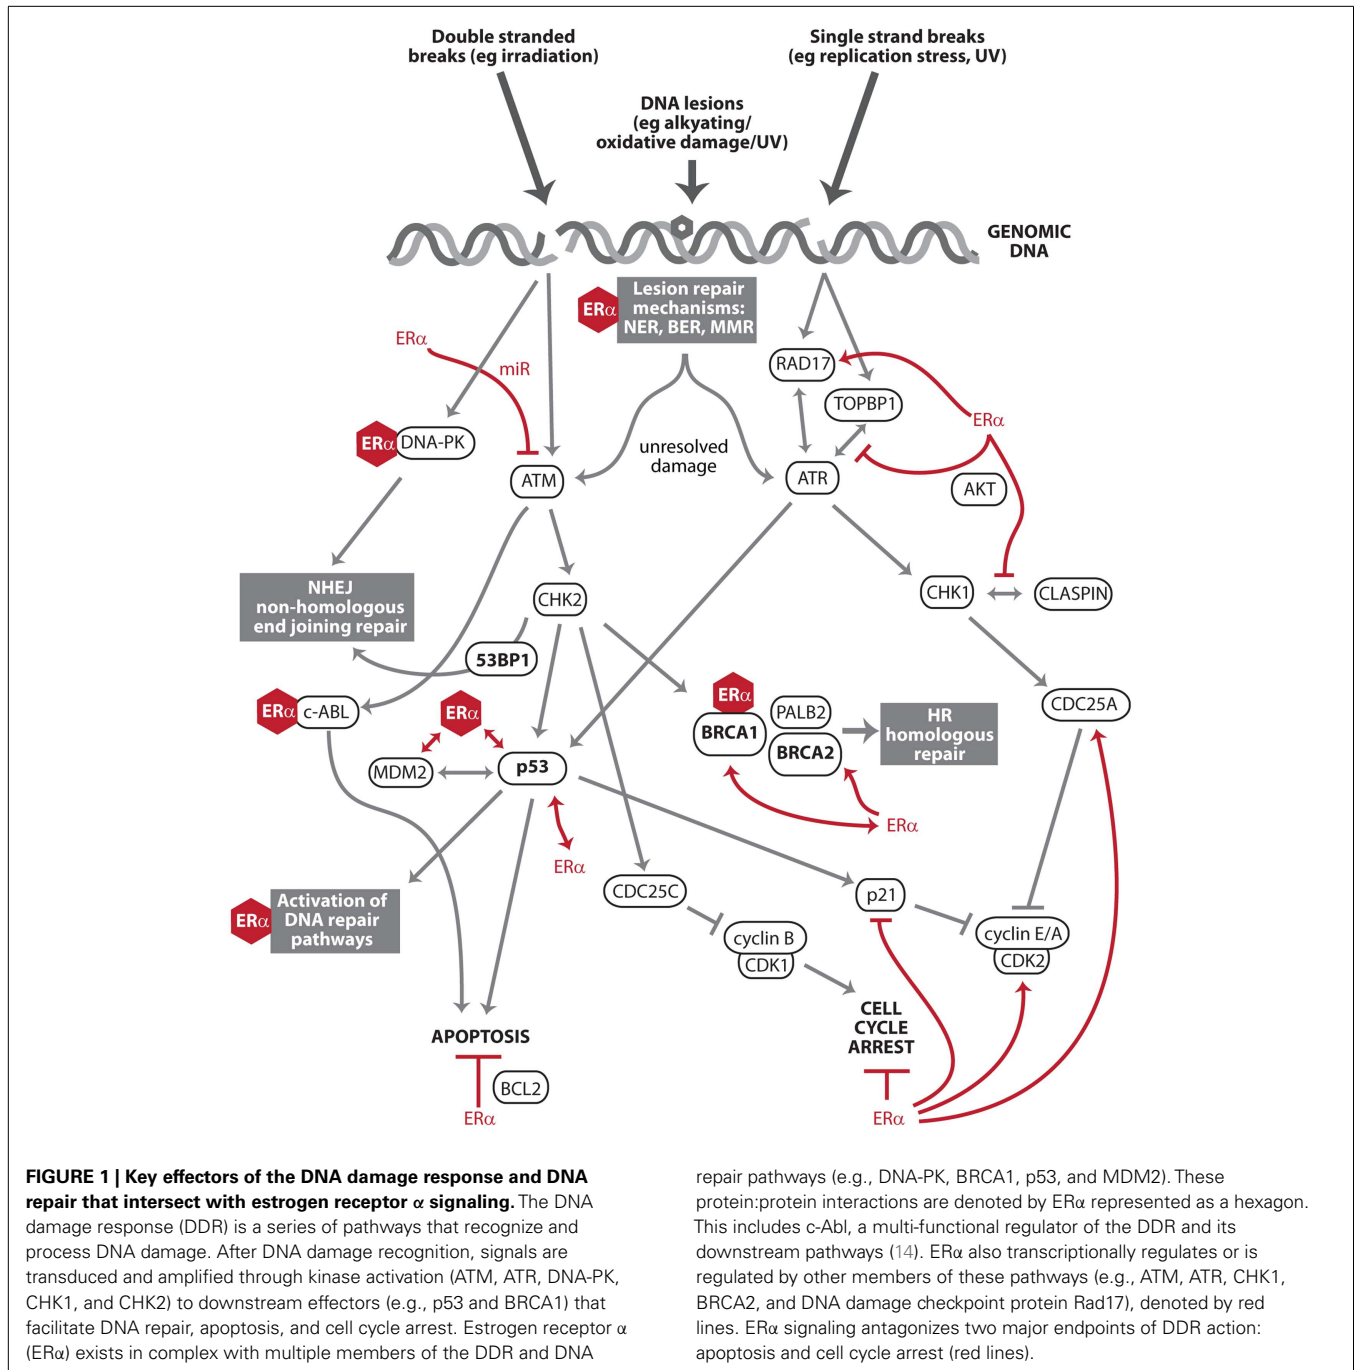 Double stranded
breaks (eg irradiation)
Single strand breaks
(eg replication stress, UV)
DNA lesions
(eg alkyating/
oxidative damage/UV)
GENOMIC
DNA
ERα
Lesion repair
mechanisms:
NER, BER, MMR
ERα
miR
RAD17
TOPBP1
ERα
ERα
DNA-PK
unresolved
damage
ATM
ATR
AKT
NHEJ
non-homologous
end joining repair
CHK2
CHK1
CLASPIN
53BP1
ERα
c-ABL
ERα
ERα
PALB2
BRCA1
BRCA2
HR
homologous
repair
CDC25A
MDM2
p53
ERα
ERα
ERα
Activation of
DNA repair
pathways
CDC25C
p21
cyclin B
CDK1
cyclin E/A
CDK2
APOPTOSIS
CELL
CYCLE
ARREST
BCL2
ERα
ERα
FIGURE 1 | Key effectors of the DNA damage response and DNA
repair that intersect with estrogen receptor α signaling. The DNA
damage response (DDR) is a series of pathways that recognize and
process DNA damage. After DNA damage recognition, signals are
transduced and amplified through kinase activation (ATM, ATR, DNA-PK,
CHK1, and CHK2) to downstream effectors (e.g., p53 and BRCA1) that
facilitate DNA repair, apoptosis, and cell cycle arrest. Estrogen receptor α
(ERα) exists in complex with multiple members of the DDR and DNA
repair pathways (e.g., DNA-PK, BRCA1, p53, and MDM2). These
protein:protein interactions are denoted by ERα represented as a hexagon.
This includes c-Abl, a multi-functional regulator of the DDR and its
downstream pathways (14). ERα also transcriptionally regulates or is
regulated by other members of these pathways (e.g., ATM, ATR, CHK1,
BRCA2, and DNA damage checkpoint protein Rad17), denoted by red
lines. ERα signaling antagonizes two major endpoints of DDR action:
apoptosis and cell cycle arrest (red lines).